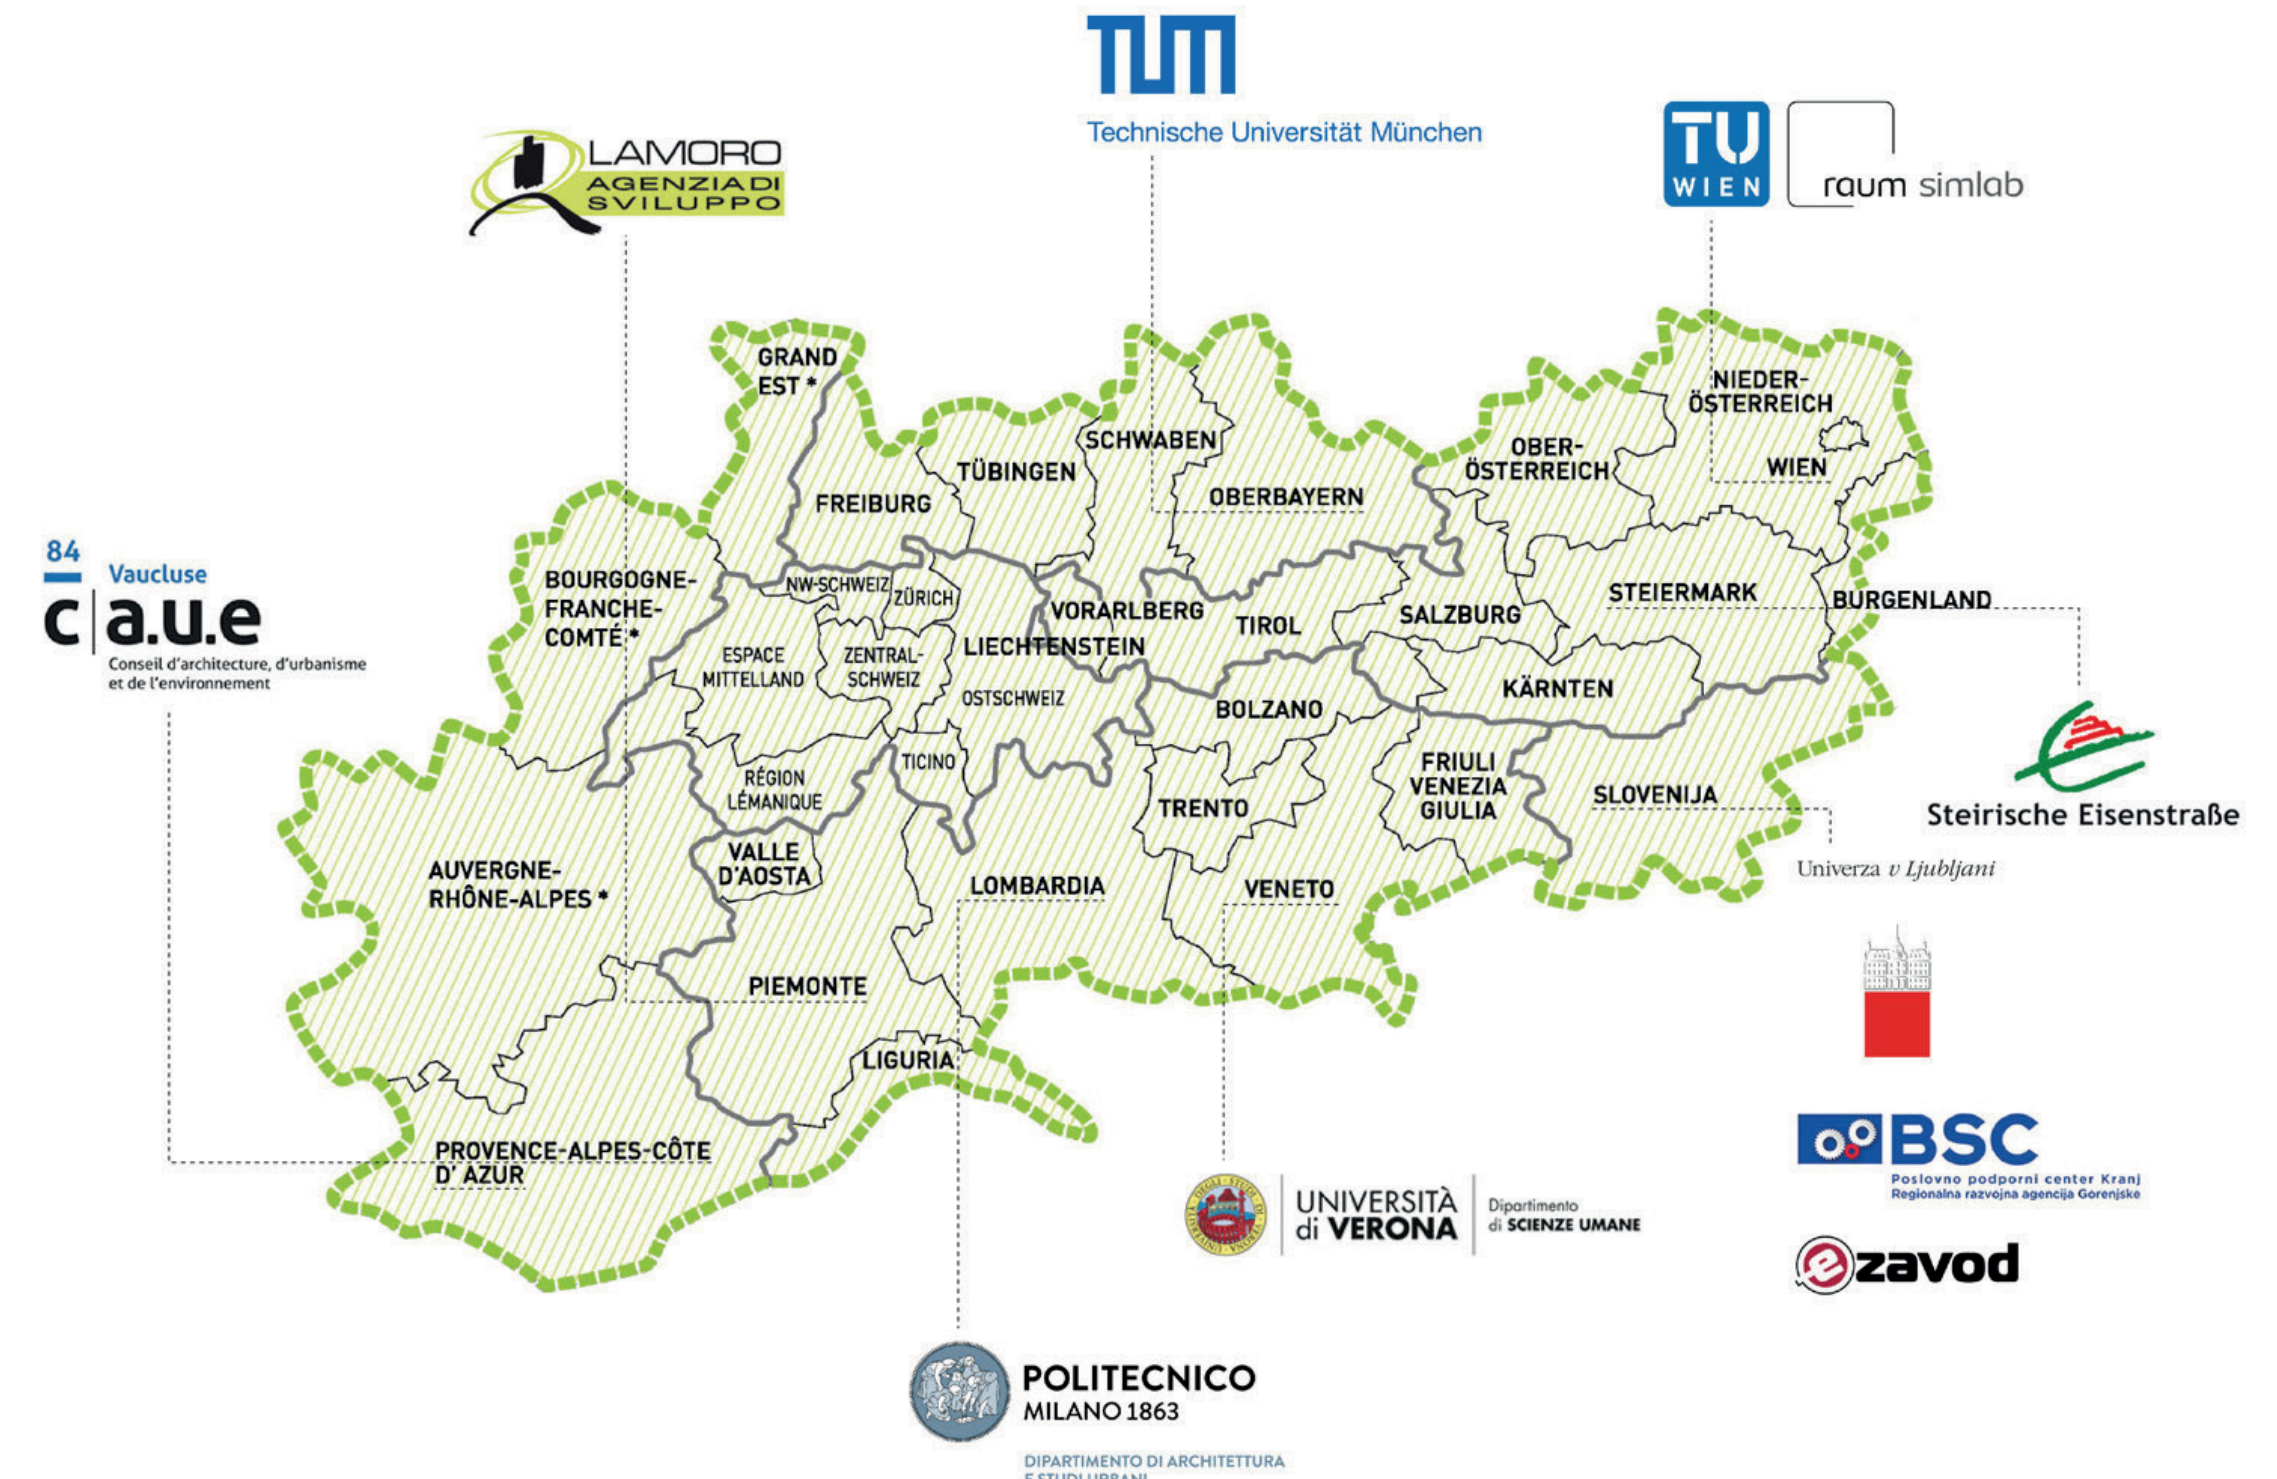 TUM
Technische Universität München
TU
WIEN
raum simlab
LAMORO
AGENZIA DI
SVILUPPO
84
Vaucluse
c|a.u.e
Conseil d'architecture, d'urbanisme
et de l'environnement
GRAND
EST *
NIEDER-
ÖSTERREICH
WIEN
OBER-
ÖSTERREICH
SCHWABEN
TÜBINGEN
OBERBAYERN
FREIBURG
BOURGOGNE-
FRANCHE-
COMTÉ *
NW-SCHWEIZ
ZÜRICH
VORARLBERG
TIROL
SALZBURG
STEIERMARK
BURGENLAND
LIECHTENSTEIN
ESPACE
MITTELLAND
ZENTRAL-
SCHWEIZ
OSTSCHWEIZ
BOLZANO
KÄRNTEN
TICINO
RÉGION
LÉMANIQUE
FRIULI
VENEZIA
GIULIA
SLOVENIJA
TRENTO
VALLE
D'AOSTA
AUVERGNE-
RHÔNE-ALPES *
LOMBARDIA
VENETO
PIEMONTE
LIGURIA
PROVENCE-ALPES-CÔTE
D' AZUR
Steirische Eisenstraße
Univerza v Ljubljani
BSC
Poslovno podporni center Kranj
Regionalna razvojna agencija Gorenjske
e zavod
UNIVERSITÀ
di VERONA
Dipartimento
di SCIENZE UMANE
POLITECNICO
MILANO 1863
DIPARTIMENTO DI ARCHITETTURA
E STUDI URBANI